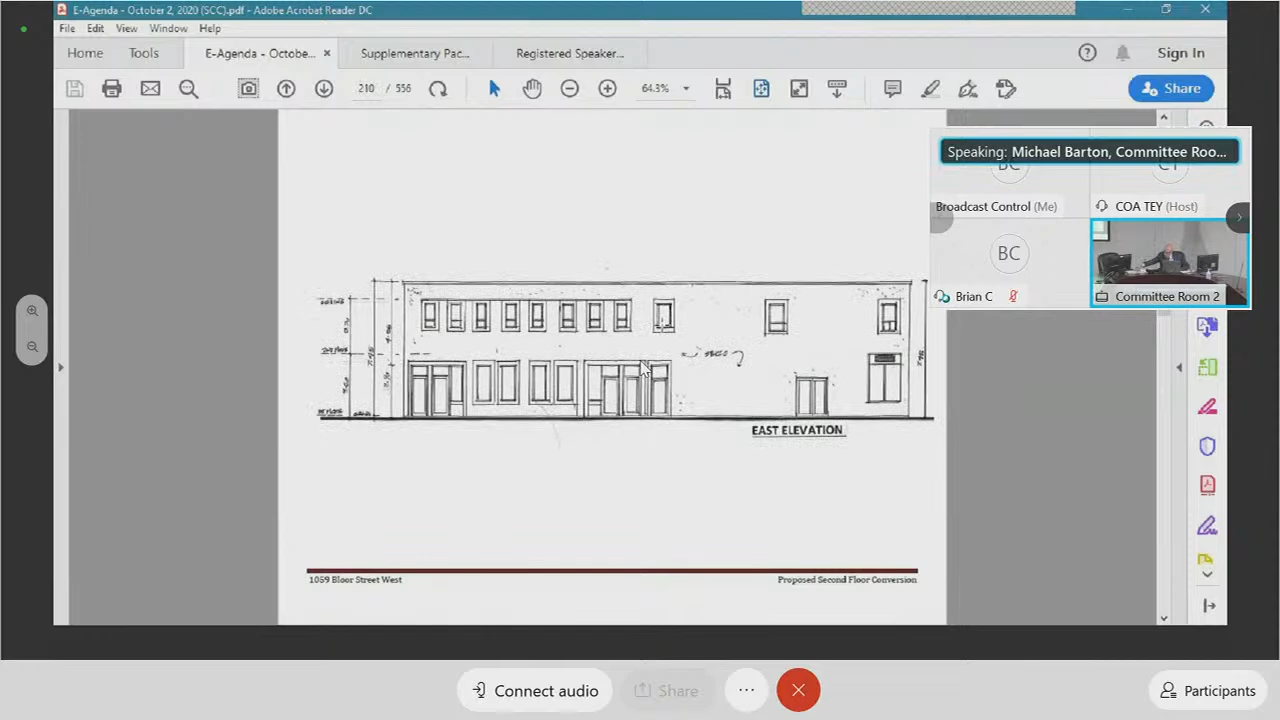 E-Agenda - October 2, 2020 (SCC).pdf - Adobe Acrobat Reader DC
File Edit View Window Help
Home Tools E-Agenda - Octobe... × Supplementary Pac... Registered Speaker... Sign In
210 / 556 64.3% Share
Speaking: Michael Barton, Committee Roo...
BC
Broadcast Control (Me) COA TEY (Host)
BC
Brian C Committee Room 2
EAST ELEVATION
1059 Bloor Street West Proposed Second Floor Conversion
Connect audio Share ... Participants